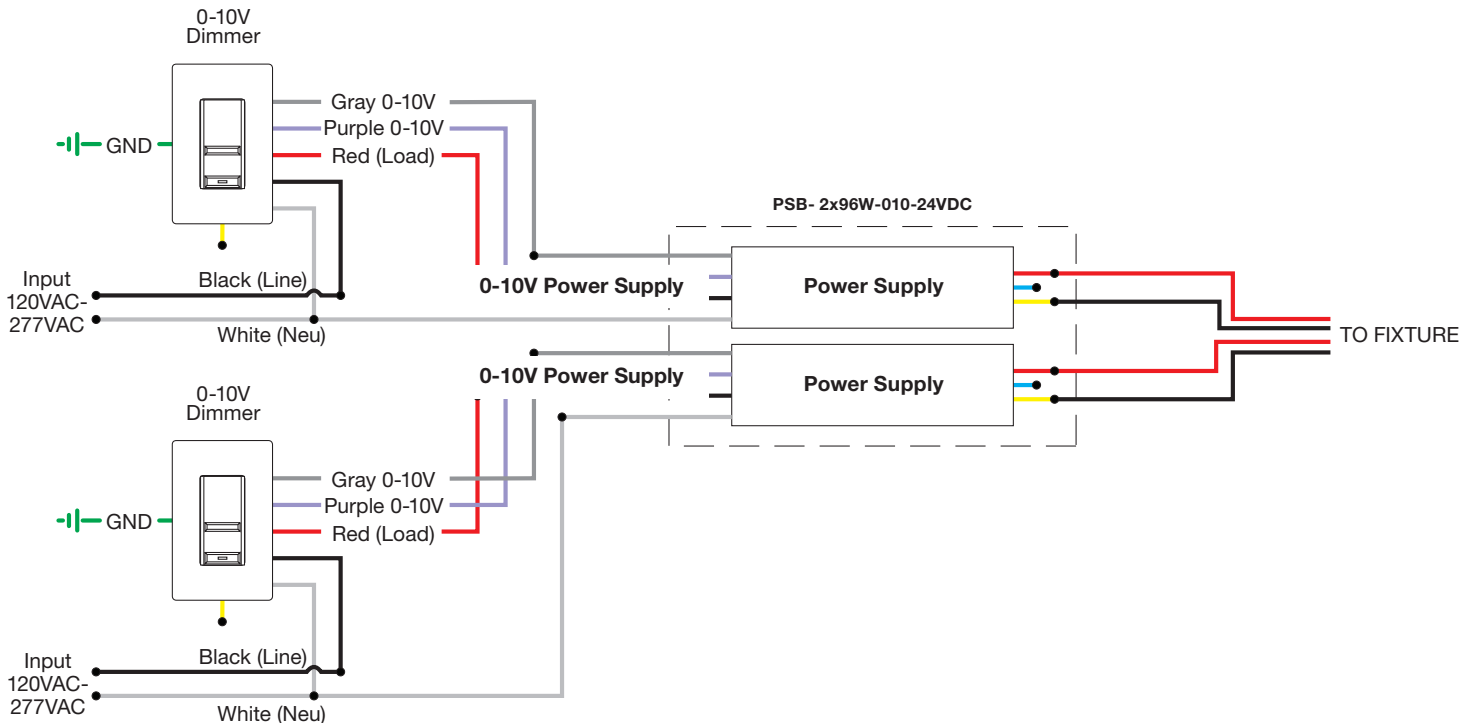 0-10V
Dimmer
Gray 0-10V
Purple 0-10V
Red (Load)
GND
PSB- 2x96W-010-24VDC
Input
120VAC-
277VAC
Black (Line)
White (Neu)
0-10V Power Supply
Power Supply
TO FIXTURE
0-10V Power Supply
Power Supply
0-10V
Dimmer
Gray 0-10V
Purple 0-10V
Red (Load)
GND
Input
120VAC-
277VAC
Black (Line)
White (Neu)